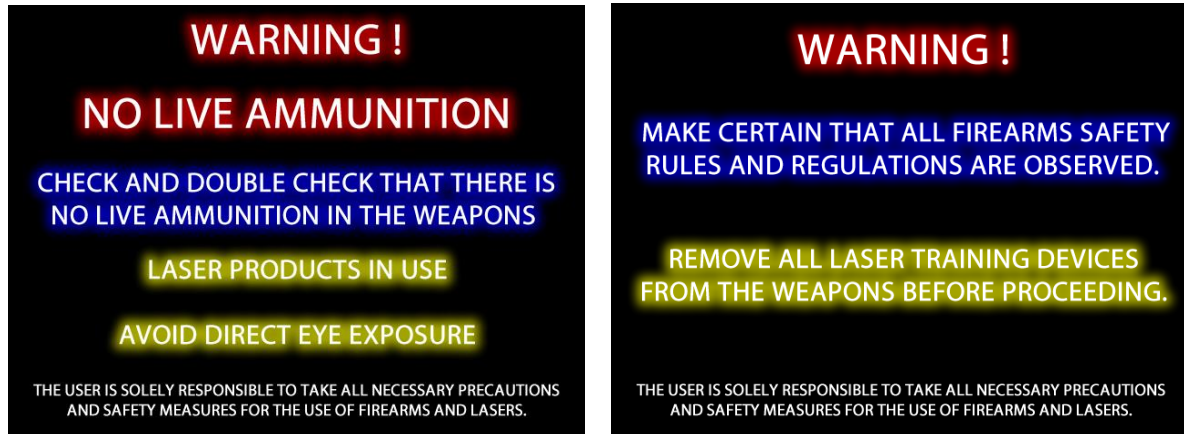 WARNING !
NO LIVE AMMUNITION
CHECK AND DOUBLE CHECK THAT THERE IS
NO LIVE AMMUNITION IN THE WEAPONS
LASER PRODUCTS IN USE
AVOID DIRECT EYE EXPOSURE
THE USER IS SOLELY RESPONSIBLE TO TAKE ALL NECESSARY PRECAUTIONS
AND SAFETY MEASURES FOR THE USE OF FIREARMS AND LASERS.
WARNING !
MAKE CERTAIN THAT ALL FIREARMS SAFETY
RULES AND REGULATIONS ARE OBSERVED.
REMOVE ALL LASER TRAINING DEVICES
FROM THE WEAPONS BEFORE PROCEEDING.
THE USER IS SOLELY RESPONSIBLE TO TAKE ALL NECESSARY PRECAUTIONS
AND SAFETY MEASURES FOR THE USE OF FIREARMS AND LASERS.